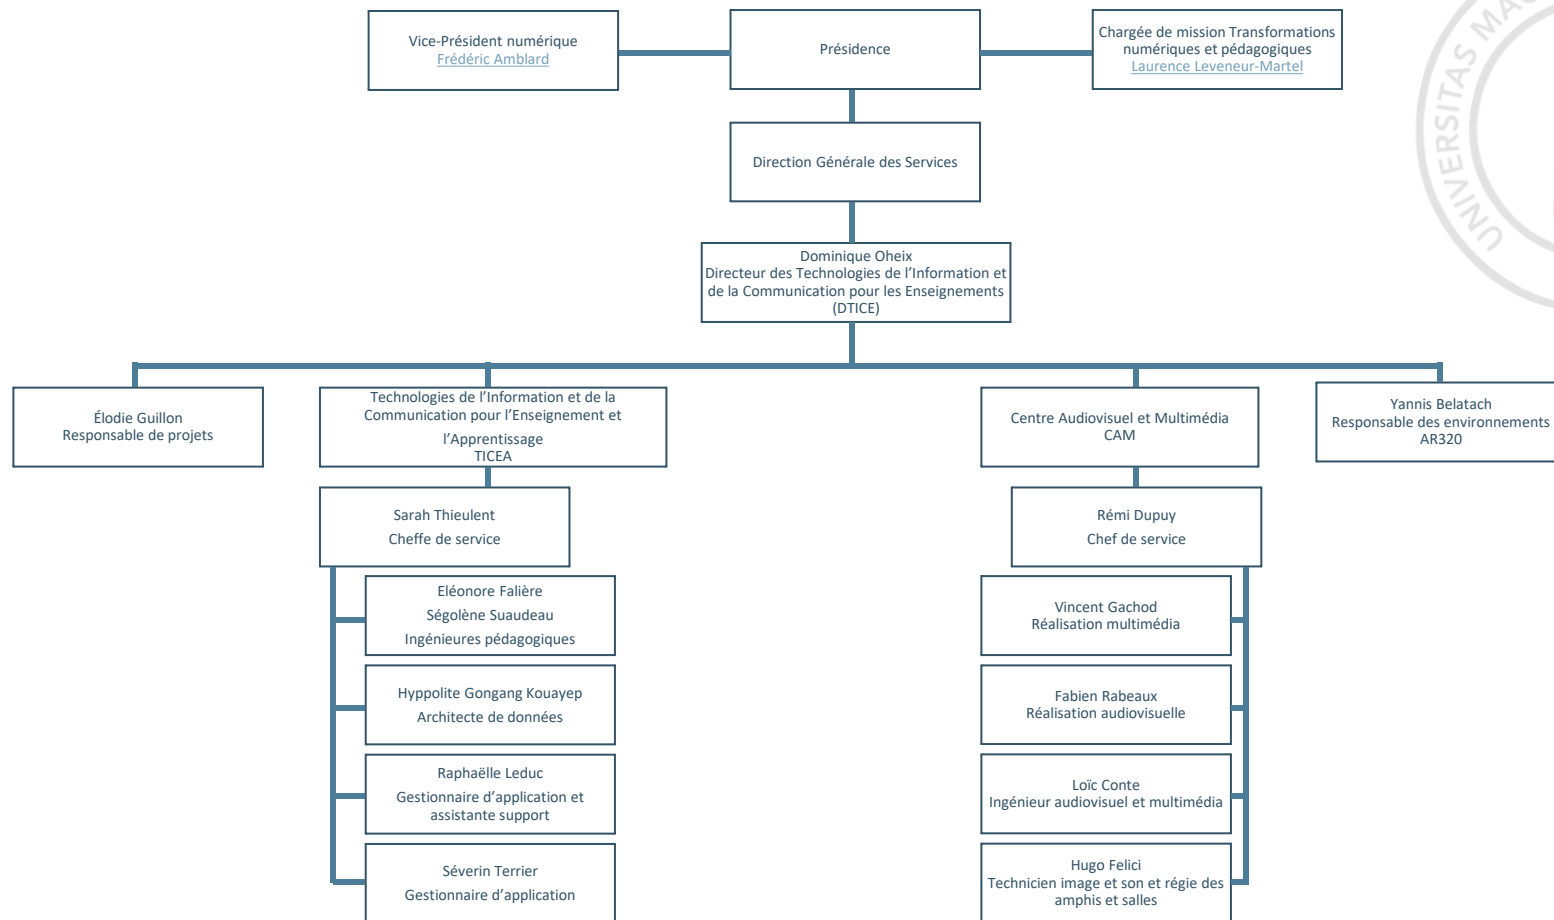 Vice-Président numérique
Frédéric Amblard
Présidence
Chargée de mission Transformations
numériques et pédagogiques
Laurence Leveneur-Martel
Direction Générale des Services
Dominique Oheix
Directeur des Technologies de l’Information et
de la Communication pour les Enseignements
(DTICE)
Élodie Guillon
Responsable de projets
Technologies de l’Information et de la
Communication pour l’Enseignement et
l’Apprentissage
TICEA
Centre Audiovisuel et Multimédia
CAM
Yannis Belatach
Responsable des environnements
AR320
Sarah Thieulent
Cheffe de service
Eléonore Falière
Ségolène Suaudeau
Ingénieures pédagogiques
Hyppolite Gongang Kouayep
Architecte de données
Raphaëlle Leduc
Gestionnaire d’application et
assistante support
Séverin Terrier
Gestionnaire d’application
Rémi Dupuy
Chef de service
Vincent Gachod
Réalisation multimédia
Fabien Rabeaux
Réalisation audiovisuelle
Loïc Conte
Ingénieur audiovisuel et multimédia
Hugo Felici
Technicien image et son et régie des
amphis et salles
UNIVERSITAS